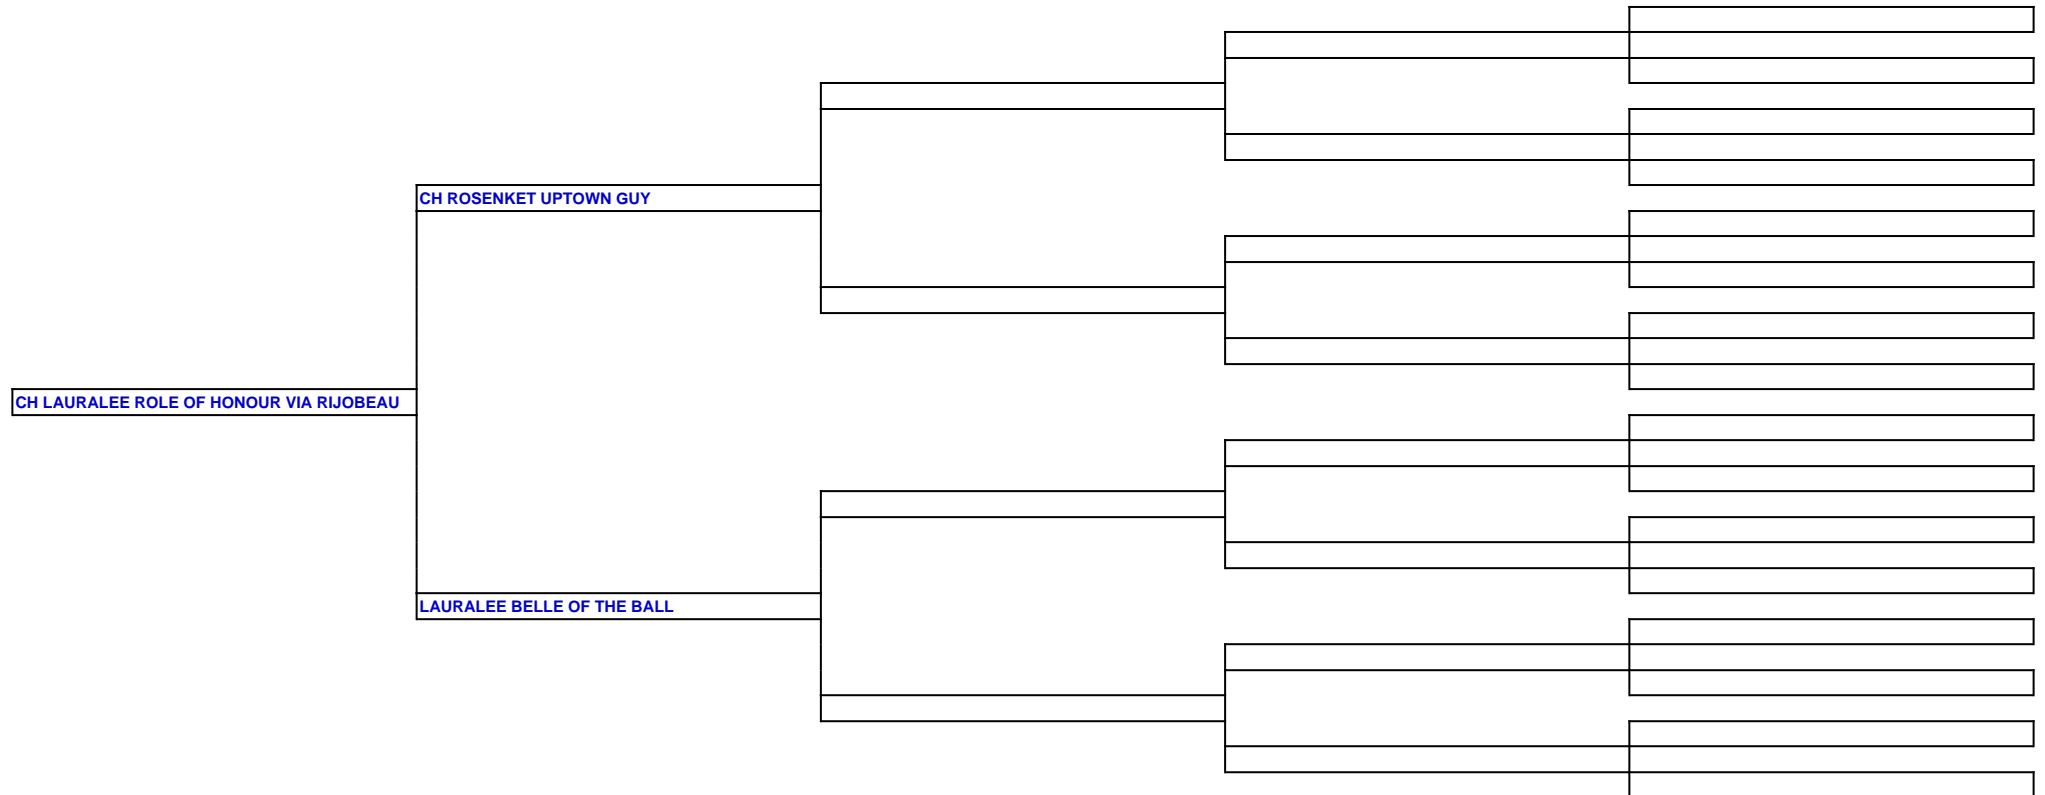 CH ROSENKET UPTOWN GUY
CH LAURALEE ROLE OF HONOUR VIA RIJOBEAU
LAURALEE BELLE OF THE BALL